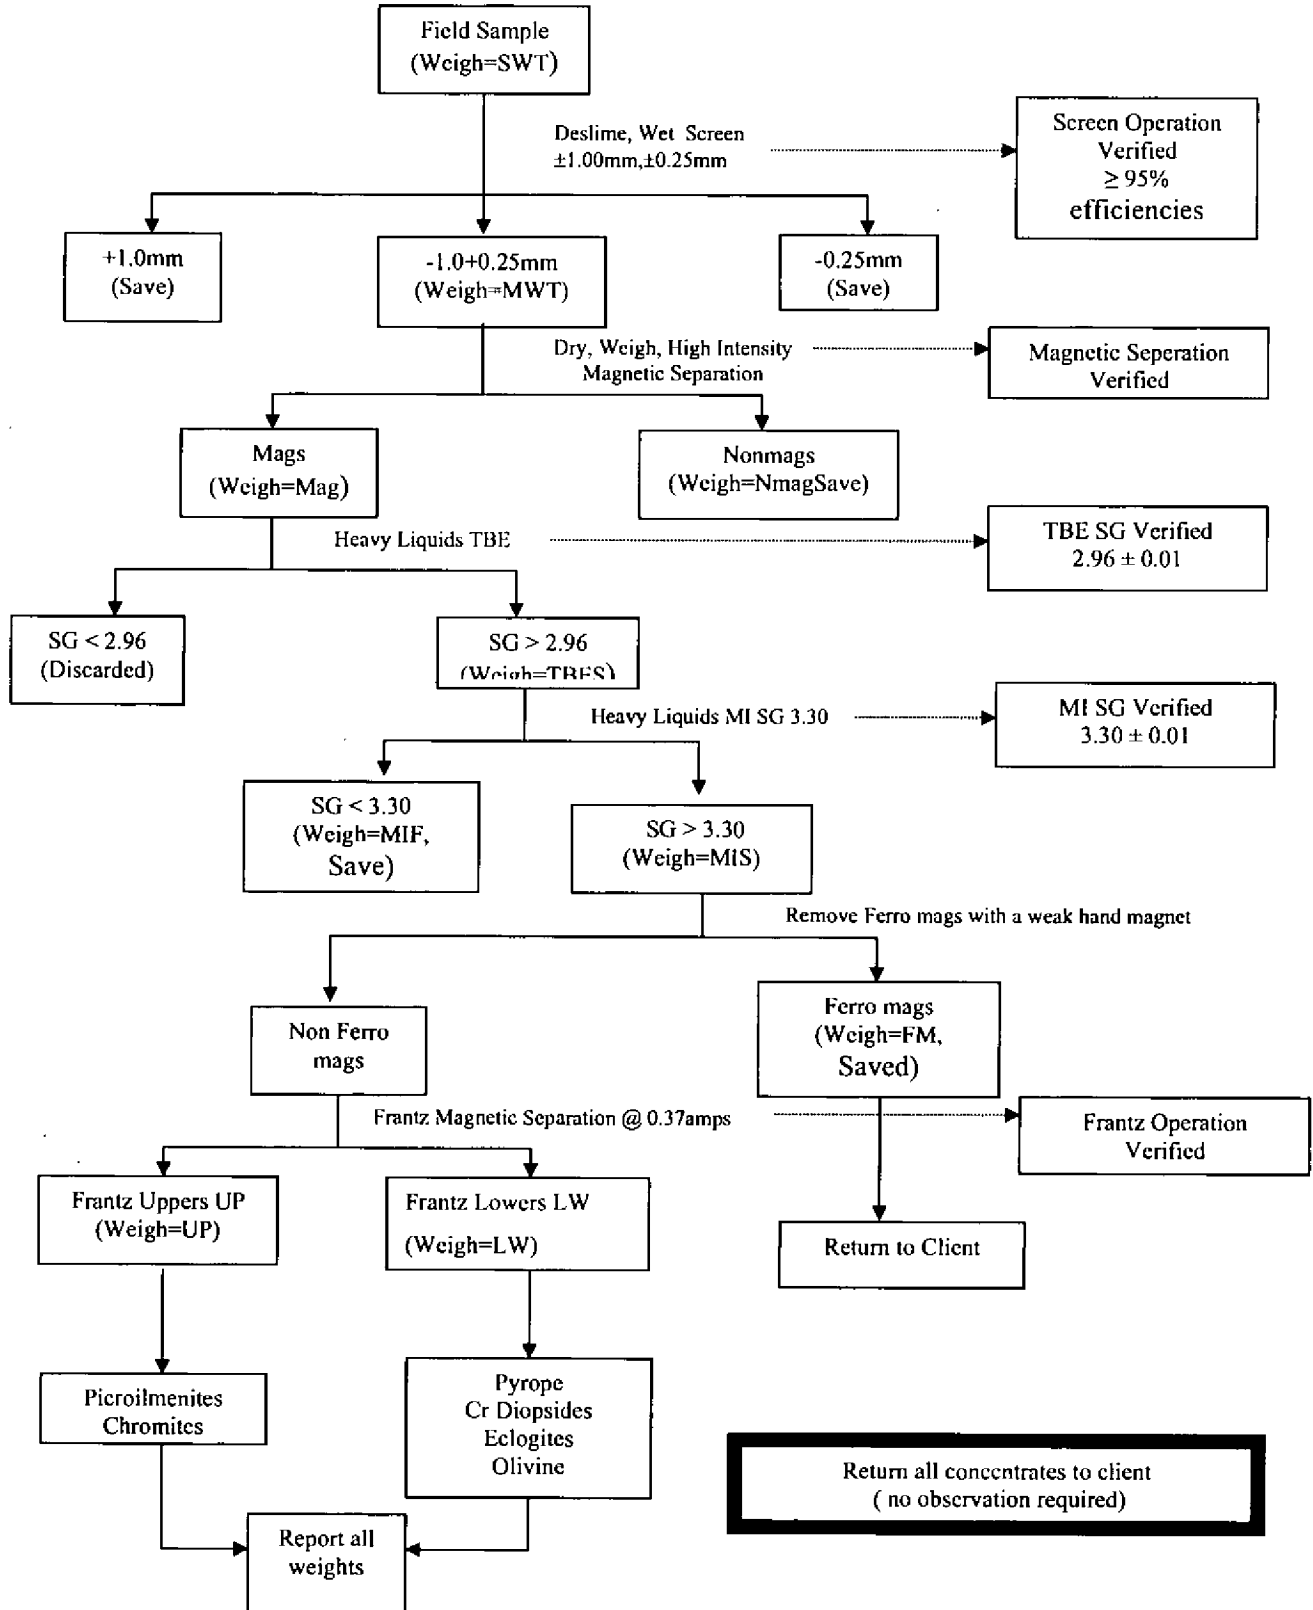 Field Sample
(Weigh=SWT)
Deslime, Wet Screen
±1.00mm,±0.25mm
Screen Operation
Verified
≥ 95%
efficiencies
+1.0mm
(Save)
-1.0+0.25mm
(Weigh=MWT)
-0.25mm
(Save)
Dry, Weigh, High Intensity
Magnetic Separation
Magnetic Seperation
Verified
Mags
(Weigh=Mag)
Nonmags
(Weigh=NmagSave)
Heavy Liquids TBE
TBE SG Verified
2.96 ± 0.01
SG < 2.96
(Discarded)
SG > 2.96
(Weigh=TBES)
Heavy Liquids MI SG 3.30
MI SG Verified
3.30 ± 0.01
SG < 3.30
(Weigh=MIF,
Save)
SG > 3.30
(Weigh=MIS)
Remove Ferro mags with a weak hand magnet
Non Ferro
mags
Ferro mags
(Weigh=FM,
Saved)
Frantz Magnetic Separation @ 0.37amps
Frantz Operation
Verified
Frantz Uppers UP
(Weigh=UP)
Frantz Lowers LW
(Weigh=LW)
Return to Client
Picroilmenites
Chromites
Pyrope
Cr Diopsides
Eclogites
Olivine
Return all concentrates to client
( no observation required)
Report all
weights